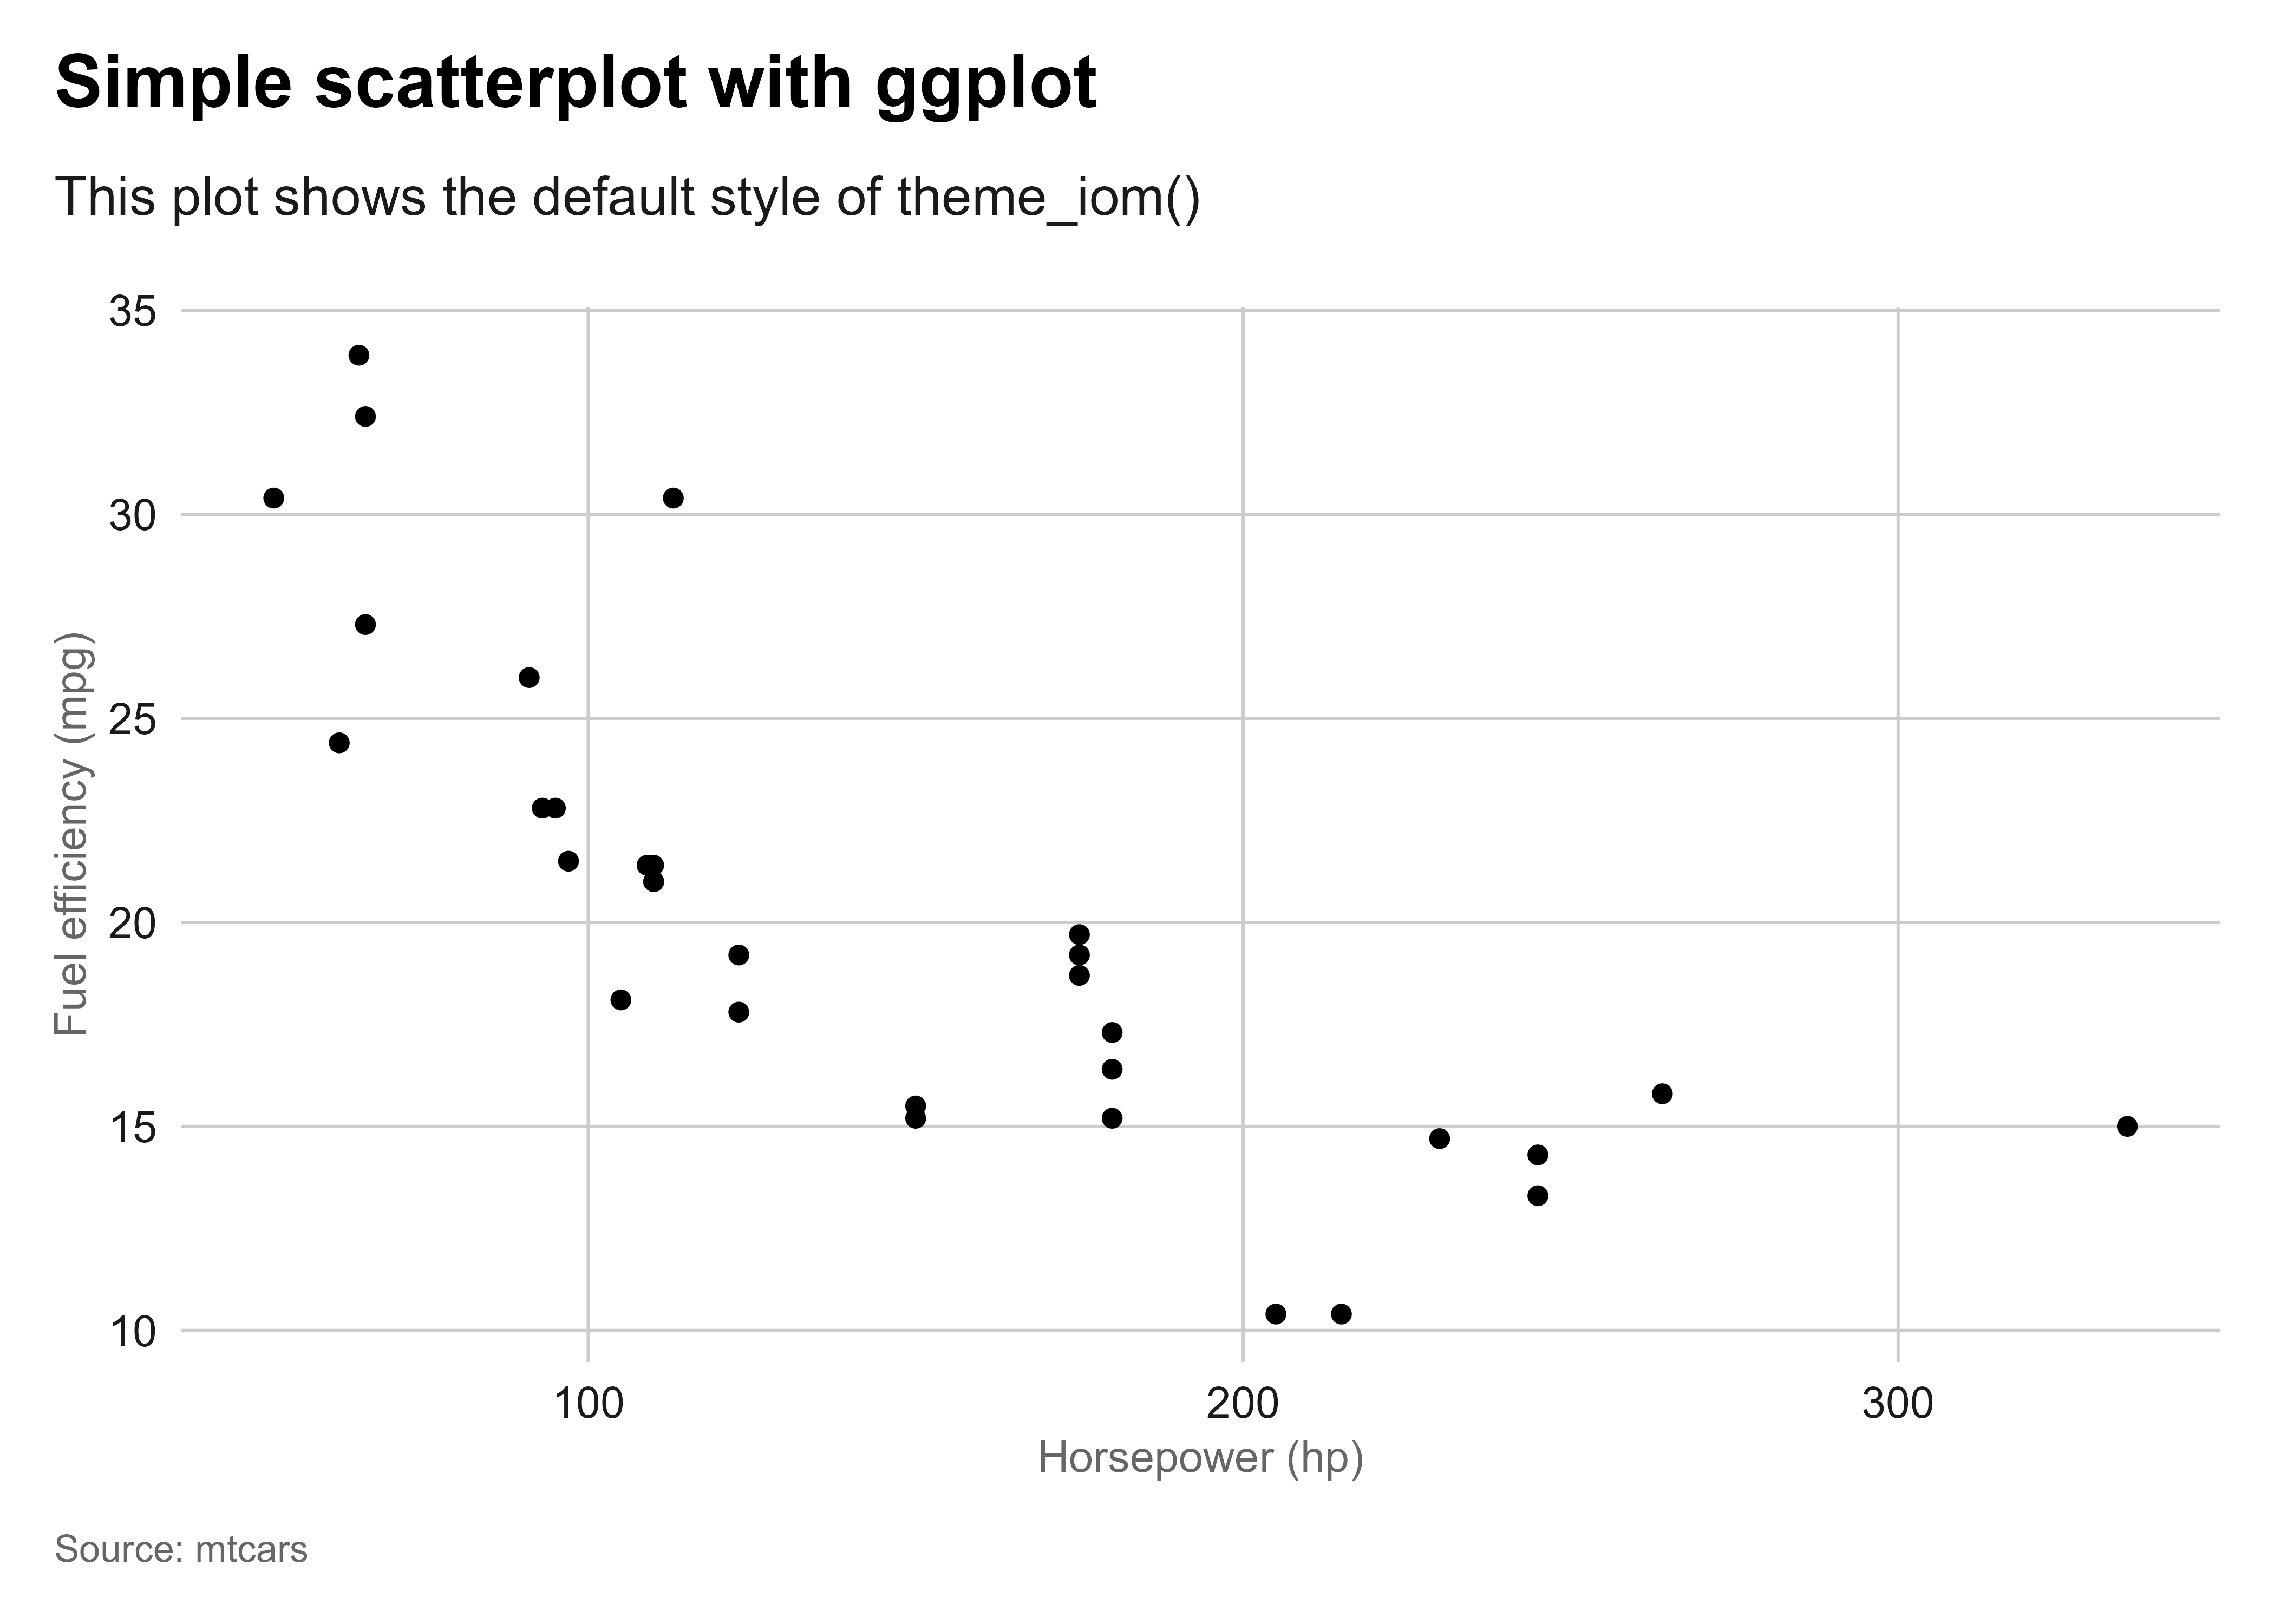 Simple scatterplot with ggplot
This plot shows the default style of theme_iom()
Fuel efficiency (mpg)
35
30
25
20
15
10
100 200 300
Horsepower (hp)
Source: mtcars